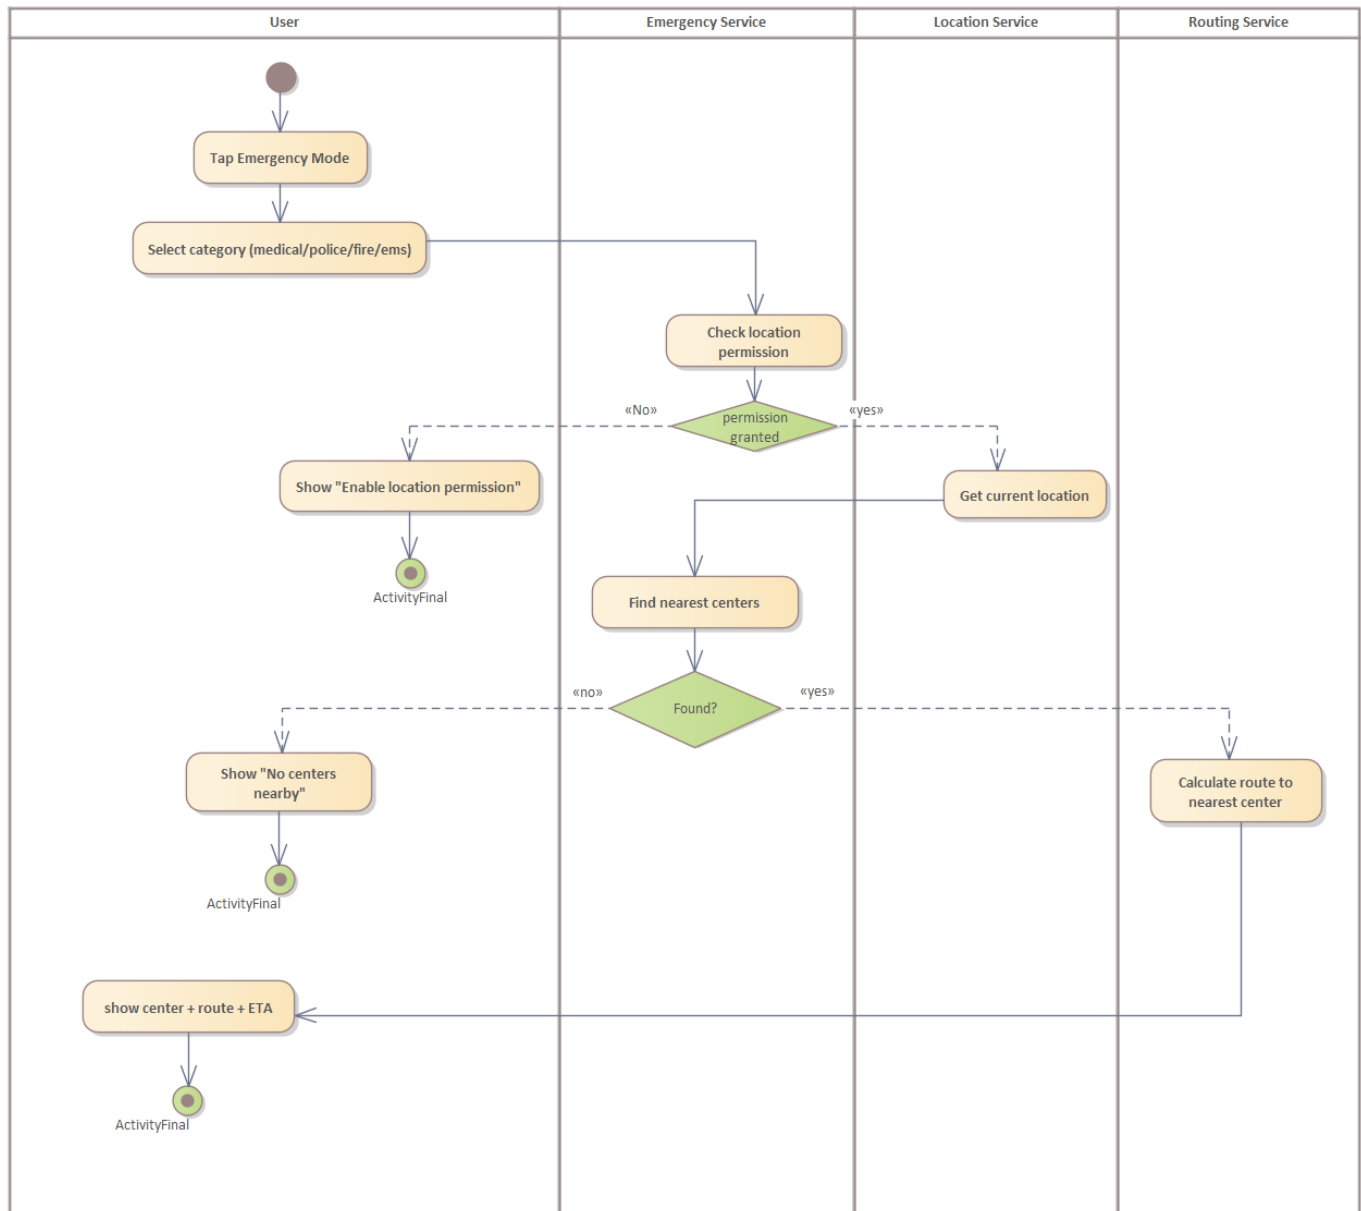 User
Emergency Service
Location Service
Routing Service
Tap Emergency Mode
Select category (medical/police/fire/ems)
Check location
permission
«No»
permission
granted
«yes»
Show "Enable location permission"
Get current location
ActivityFinal
Find nearest centers
«no»
Found?
«yes»
Show "No centers
nearby"
Calculate route to
nearest center
ActivityFinal
show center + route + ETA
ActivityFinal